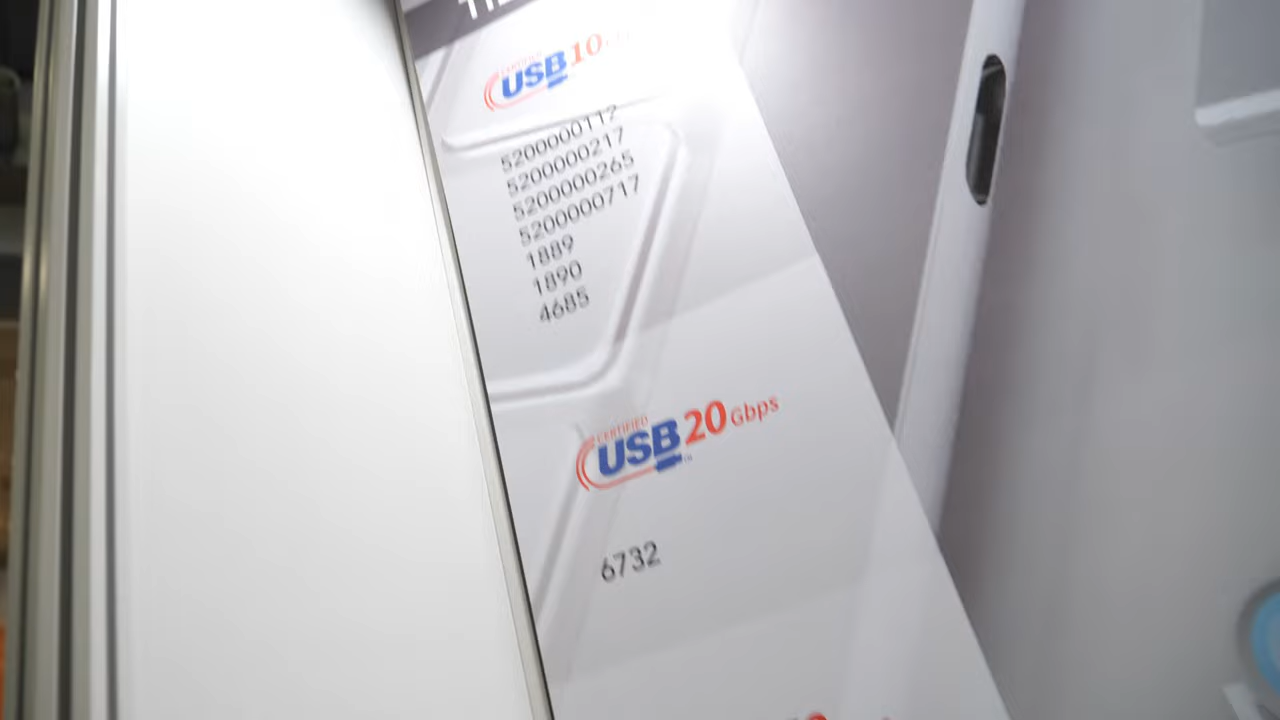 CERTIFIED
USB 10
5200000112
5200000217
5200000265
5200000717
1889
1890
4685
CERTIFIED
USB 20 Gbps
6732